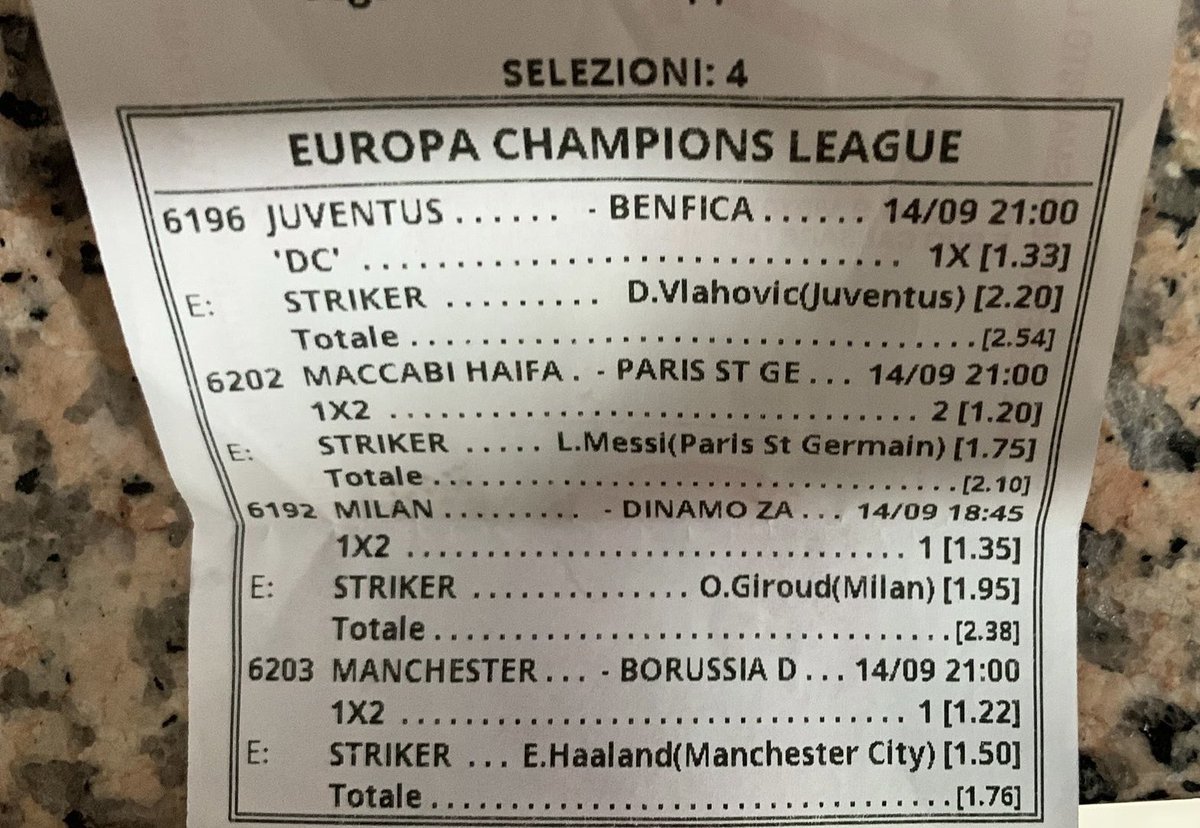 SELEZIONI: 4
EUROPA CHAMPIONS LEAGUE
6196 JUVENTUS...... - BENFICA...... 14/09 21:00
'DC' .................................. 1X [1.33]
E: STRIKER ......... D.Vlahovic(Juventus) [2.20]
Totale ..................................[2.54]
6202 MACCABI HAIFA. - PARIS ST GE... 14/09 21:00
1X2 ................................... 2 [1.20]
E: STRIKER ..... L.Messi(Paris St Germain) [1.75]
Totale ..................................[2.10]
6192 MILAN......... - DINAMO ZA... 14/09 18:45
1X2 ................................. 1 [1.35]
E: STRIKER .............. O.Giroud(Milan) [1.95]
Totale ..................................[2.38]
6203 MANCHESTER... - BORUSSIA D... 14/09 21:00
1X2 ................................. 1 [1.22]
E: STRIKER ... E.Haaland(Manchester City) [1.50]
Totale ..................................[1.76]